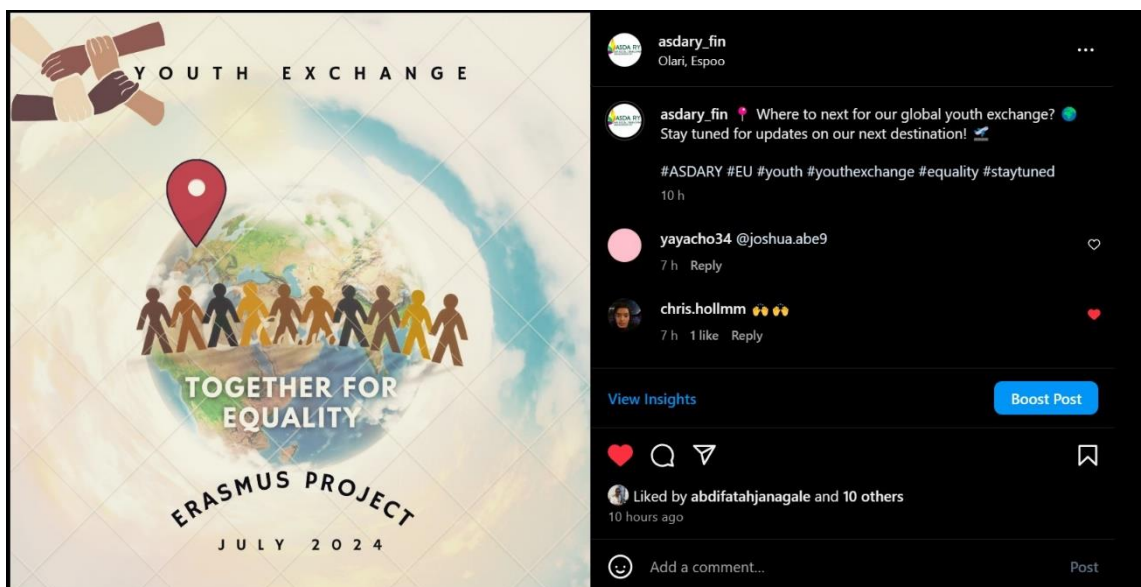 YOUTH EXCHANGE
TOGETHER FOR
EQUALITY
ERASMUS PROJECT
JULY 2024
asdary_fin
Olari, Espoo
asdary_fin 📍 Where to next for our global youth exchange? 🌍
Stay tuned for updates on our next destination! 🛫
#ASDARY #EU #youth #youthexchange #equality #staytuned
10 h
yayacho34 @joshua.abe9
7 h Reply
chris.hollmm 🙌 🙌
7 h 1 like Reply
View Insights
Boost Post
Liked by abdifatahjanagale and 10 others
10 hours ago
Add a comment...
Post